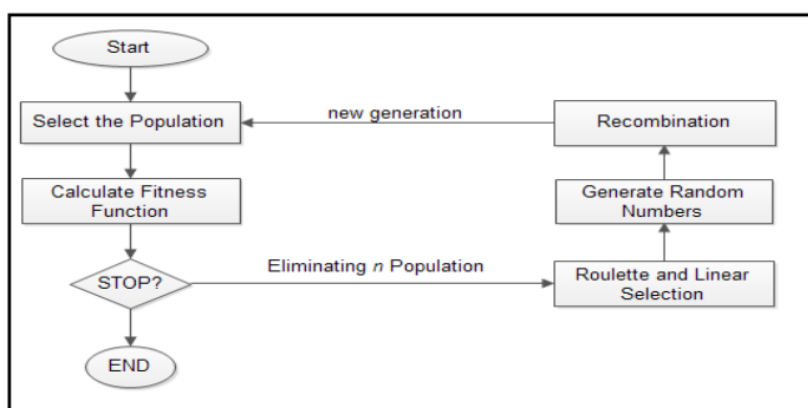 Start
Select the Population
new generation
Recombination
Calculate Fitness
Function
Generate Random
Numbers
STOP?
Eliminating n Population
Roulette and Linear
Selection
END